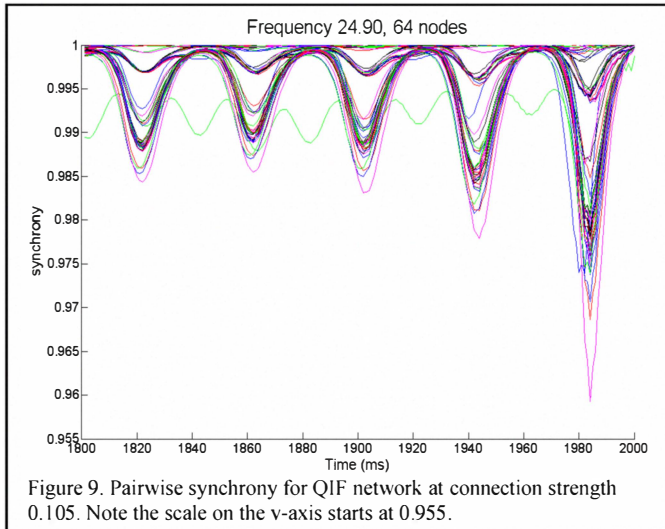 Frequency 24.90, 64 nodes
1
0.995
0.99
0.985
0.98
0.975
0.97
0.965
0.96
0.955
synchrony
1800 1820 1840 1860 1880 1900 1920 1940 1960 1980 2000
Time (ms)
Figure 9. Pairwise synchrony for QIF network at connection strength
0.105. Note the scale on the v-axis starts at 0.955.